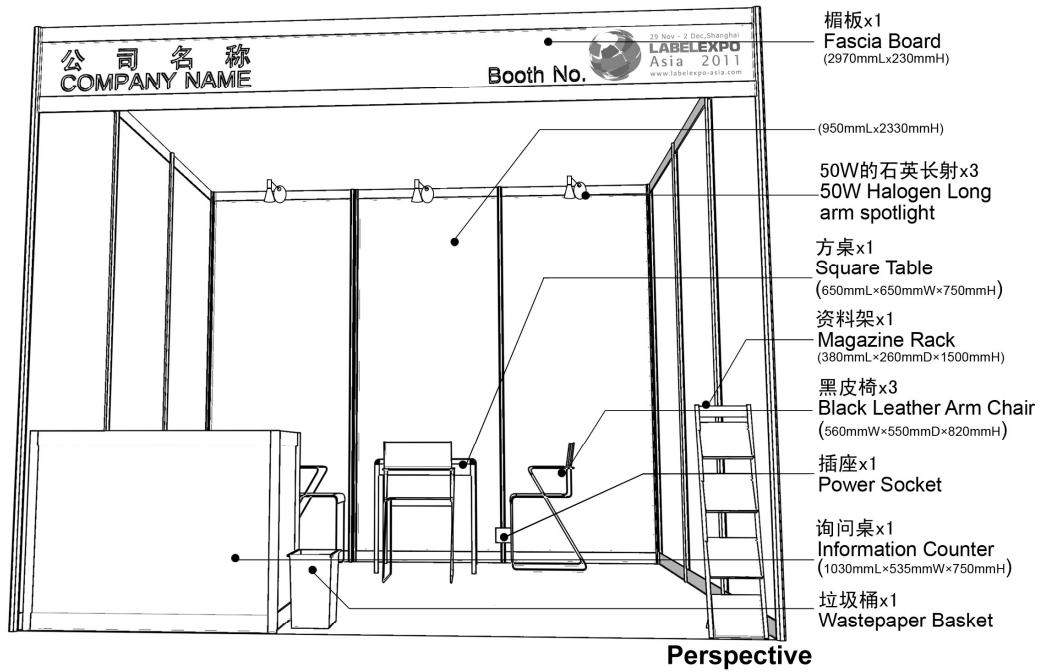 公司名称
COMPANY NAME
Booth No.
29 Nov - 2 Dec,Shanghai
LABELEXPO
Asia 2011
www.labelexpo-asia.com
楣板x1
Fascia Board
(2970mmLx230mmH)
(950mmLx2330mmH)
50W的石英长射x3
50W Halogen Long
arm spotlight
方桌x1
Square Table
(650mmL×650mmW×750mmH)
资料架x1
Magazine Rack
(380mmL×260mmD×1500mmH)
黑皮椅x3
Black Leather Arm Chair
(560mmW×550mmD×820mmH)
插座x1
Power Socket
询问桌x1
Information Counter
(1030mmL×535mmW×750mmH)
垃圾桶x1
Wastepaper Basket
Perspective